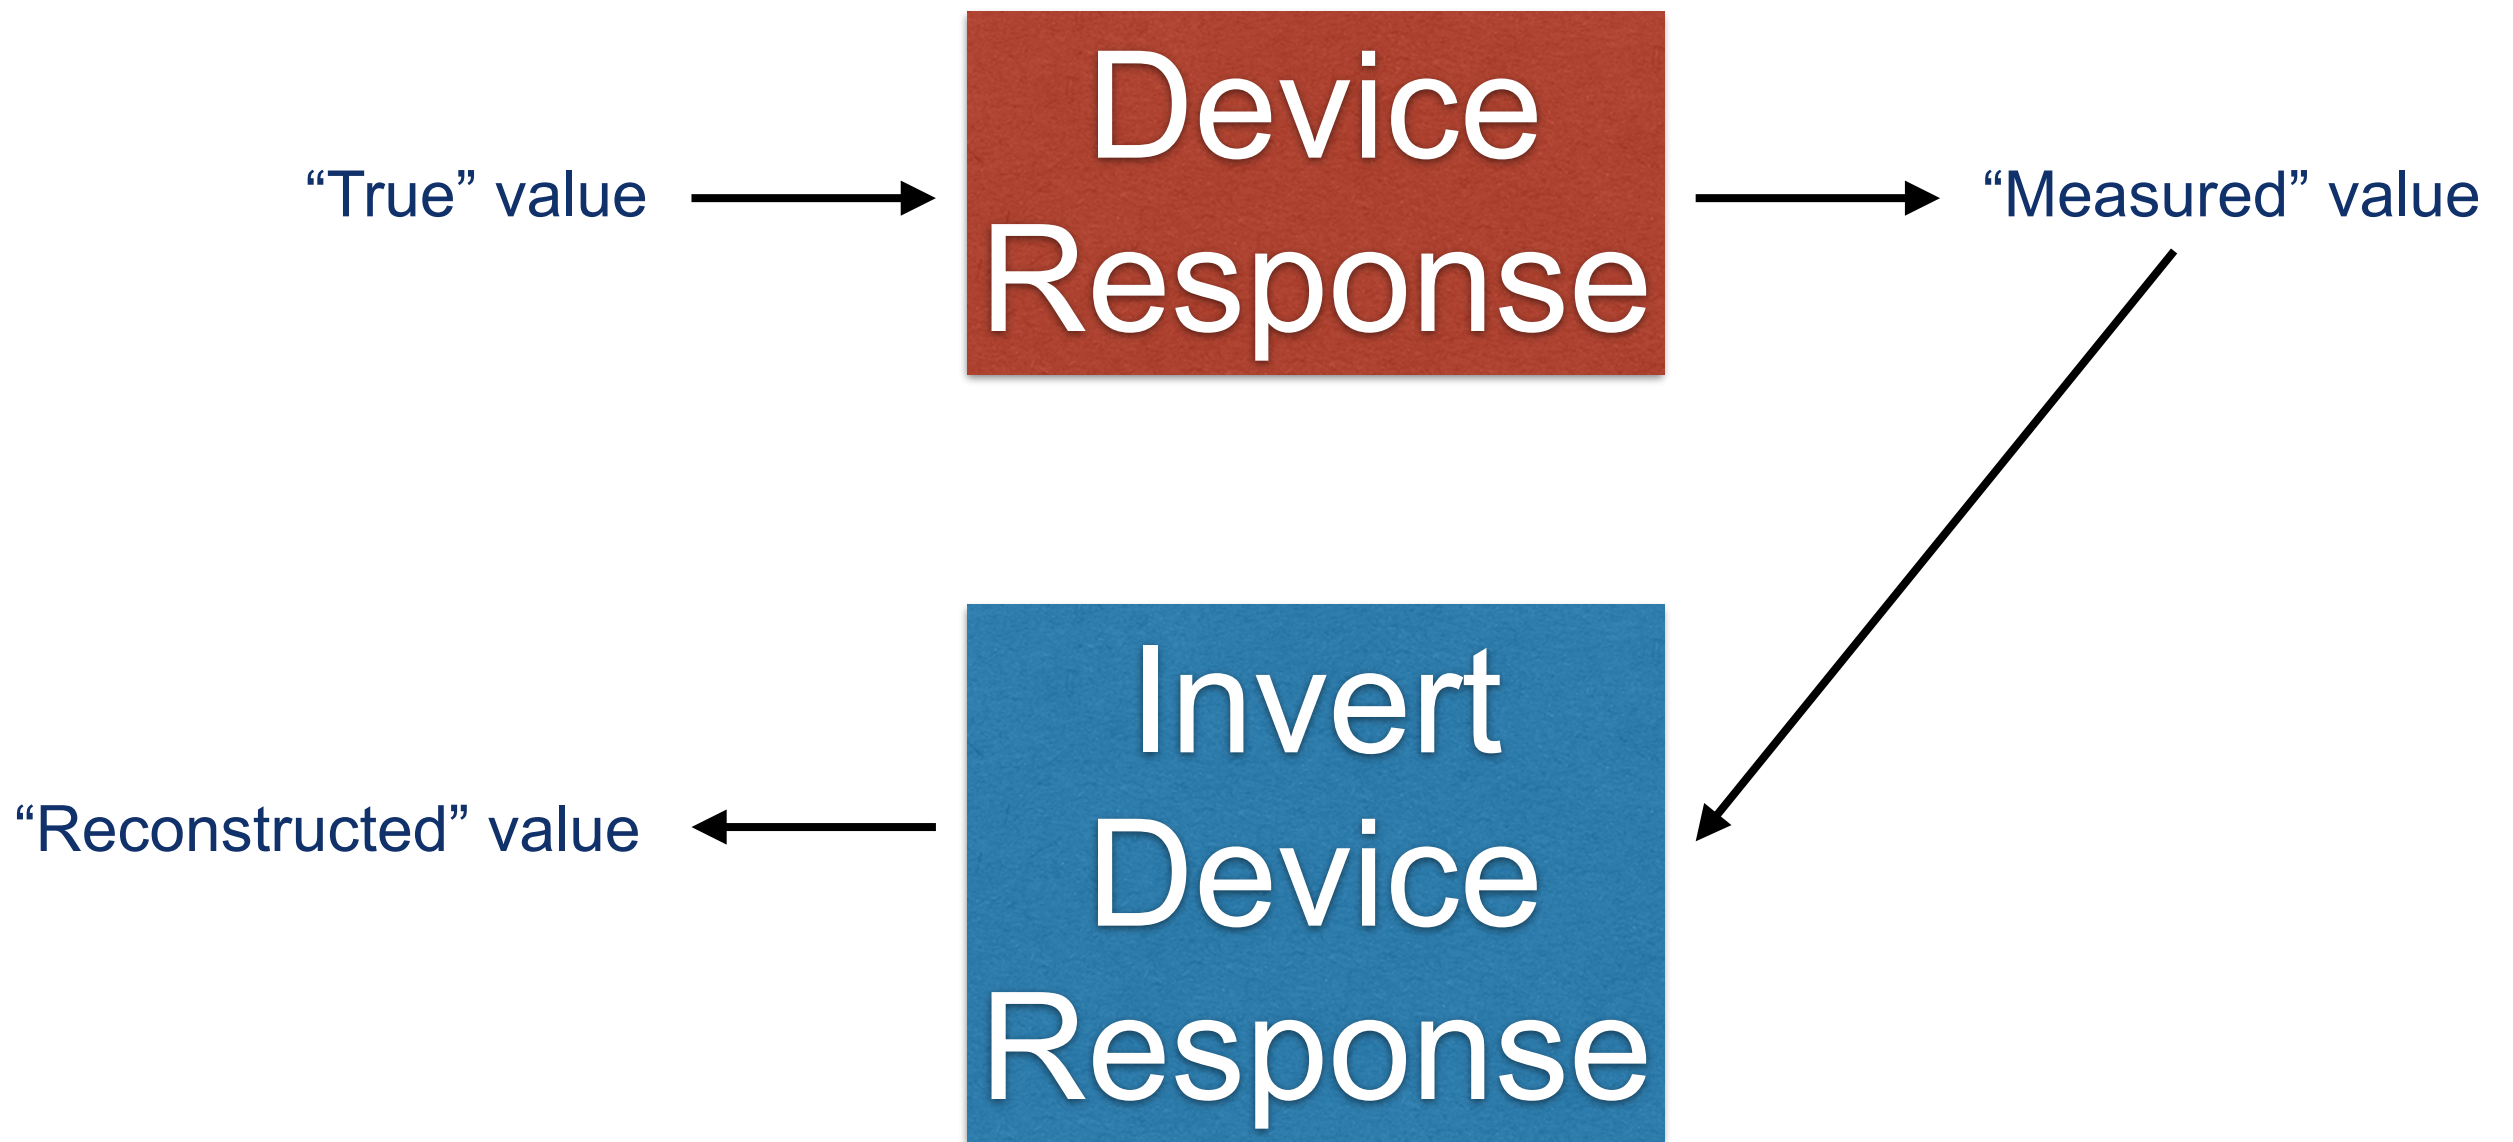 “True” value
Device
Response
“Measured” value
“Reconstructed” value
Invert
Device
Response